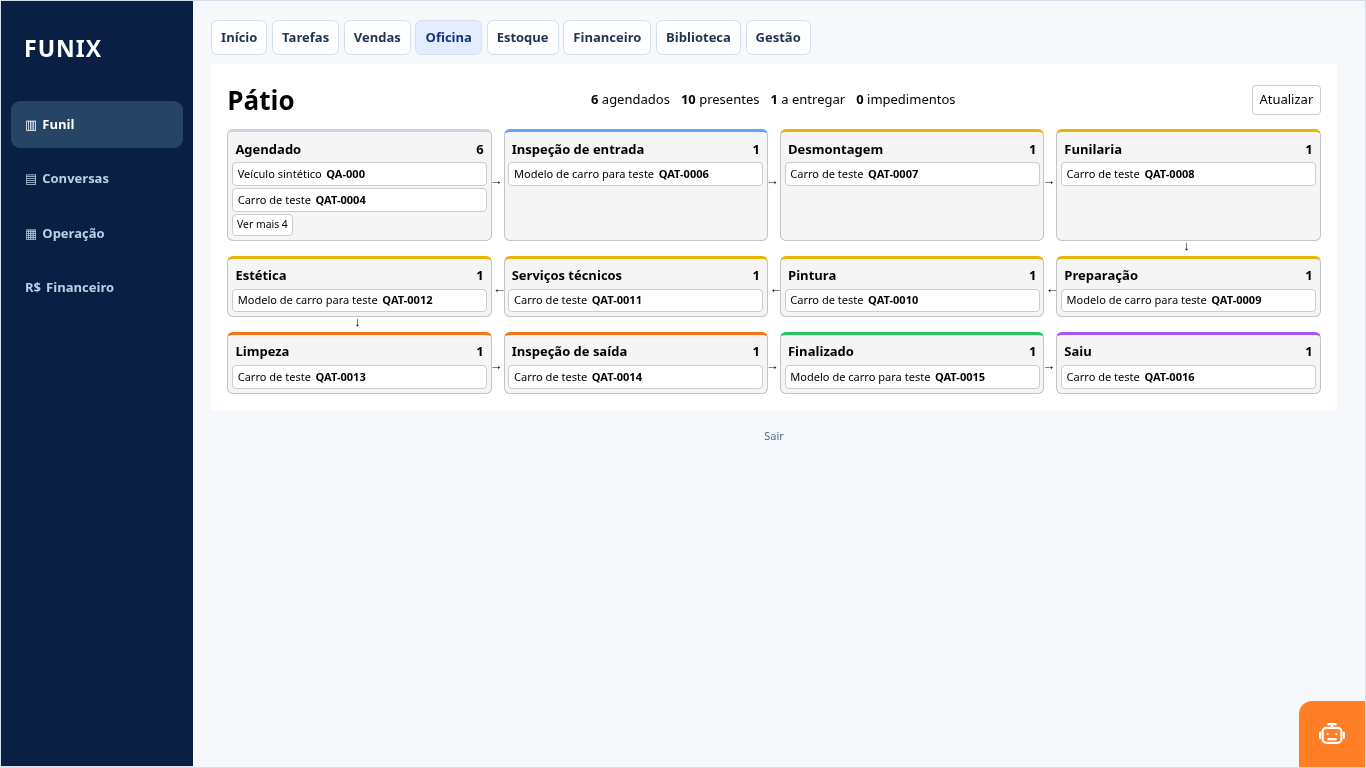 FUNIX
▥ Funil
▤ Conversas
▦ Operação
R$ Financeiro
Início Tarefas Vendas Oficina Estoque Financeiro Biblioteca Gestão
Pátio
6 agendados 10 presentes 1 a entregar 0 impedimentos
Atualizar
Agendado 6
Veículo sintético QA-000
Carro de teste QAT-0004
Ver mais 4
→
Inspeção de entrada 1
Modelo de carro para teste QAT-0006
→
Desmontagem 1
Carro de teste QAT-0007
→
Funilaria 1
Carro de teste QAT-0008
↓
Estética 1
Modelo de carro para teste QAT-0012
←
Serviços técnicos 1
Carro de teste QAT-0011
←
Pintura 1
Carro de teste QAT-0010
←
Preparação 1
Modelo de carro para teste QAT-0009
↓
Limpeza 1
Carro de teste QAT-0013
→
Inspeção de saída 1
Carro de teste QAT-0014
→
Finalizado 1
Modelo de carro para teste QAT-0015
→
Saiu 1
Carro de teste QAT-0016
Sair